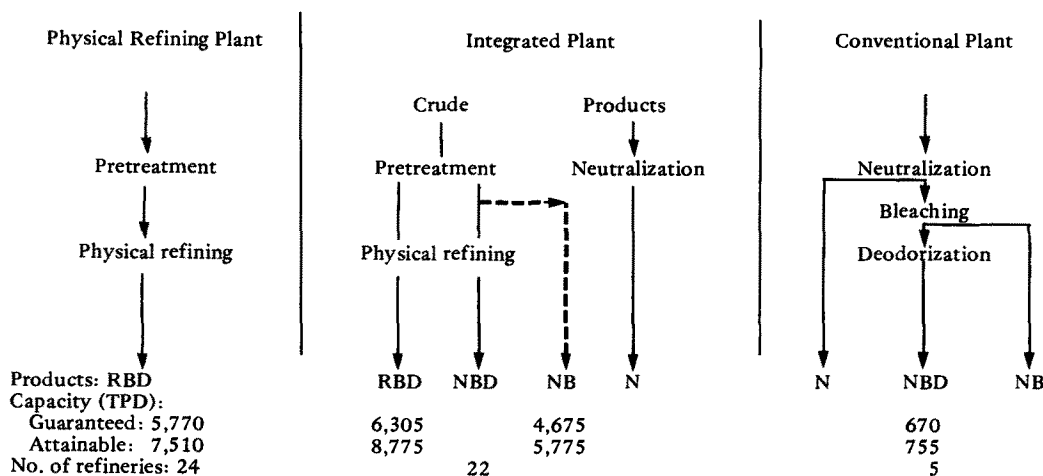 Physical Refining Plant Integrated Plant Conventional Plant
Crude Products
Pretreatment Pretreatment Neutralization Neutralization
Bleaching
Physical refining Physical refining Deodorization
Products: RBD RBD NBD NB N N NBD NB
Capacity (TPD):
Guaranteed: 5,770 6,305 4,675 670
Attainable: 7,510 8,775 5,775 755
No. of refineries: 24 22 5